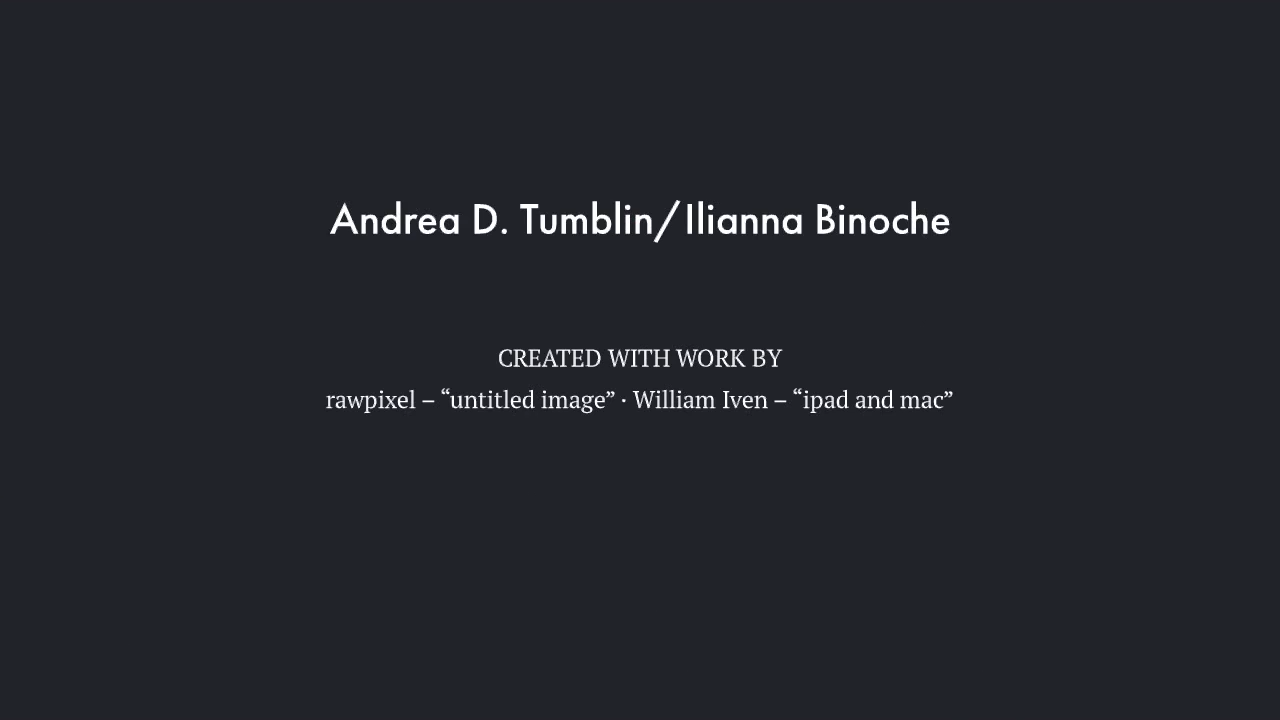 Andrea D. Tumblin/Ilianna Binoche
CREATED WITH WORK BY
rawpixel – “untitled image” · William Iven – “ipad and mac”